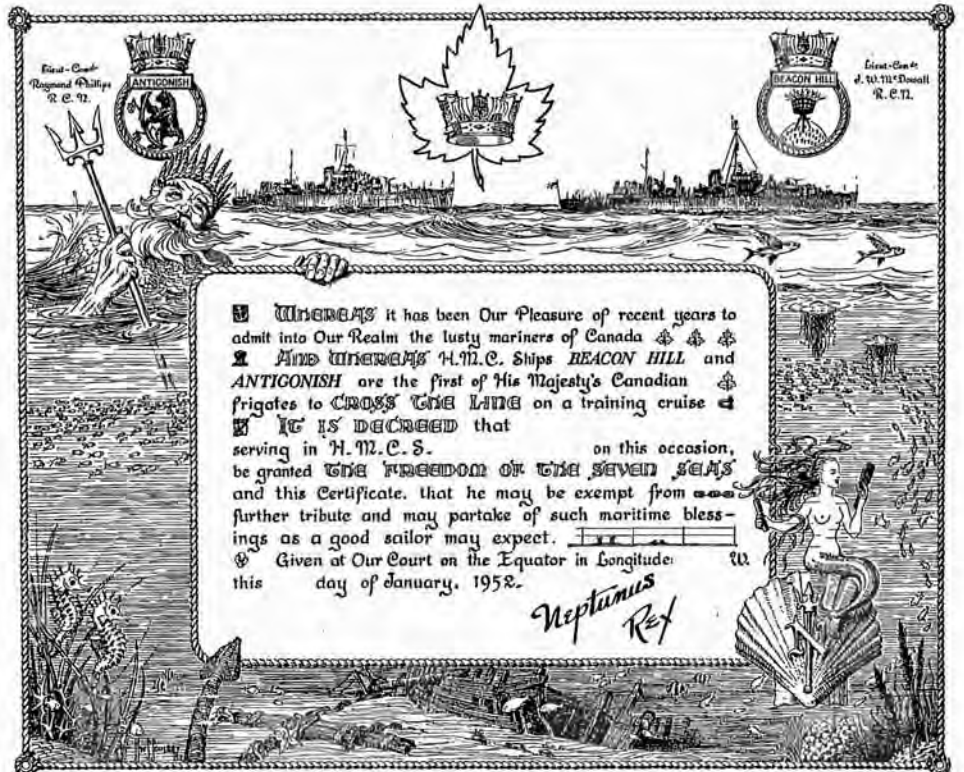 Lieut-Comdr
Raymond Phillips
R.C.N.
ANTIGONISH
BEACON HILL
Lieut-Comdr
J. W. McDowall
R.C.N.
WHEREAS it has been Our Pleasure of recent years to
admit into Our Realm the lusty mariners of Canada
AND WHEREAS H.M.C. Ships BEACON HILL and
ANTIGONISH are the first of His Majesty's Canadian
frigates to CROSS THE LINE on a training cruise
IT IS DECREED that
serving in H.M.C.S. on this occasion,
be granted THE FREEDOM OF THE SEVEN SEAS
and this Certificate, that he may be exempt from
further tribute and may partake of such maritime bless-
ings as a good sailor may expect.
Given at Our Court on the Equator in Longitude: W.
this day of January, 1952.
Neptunus
Rex